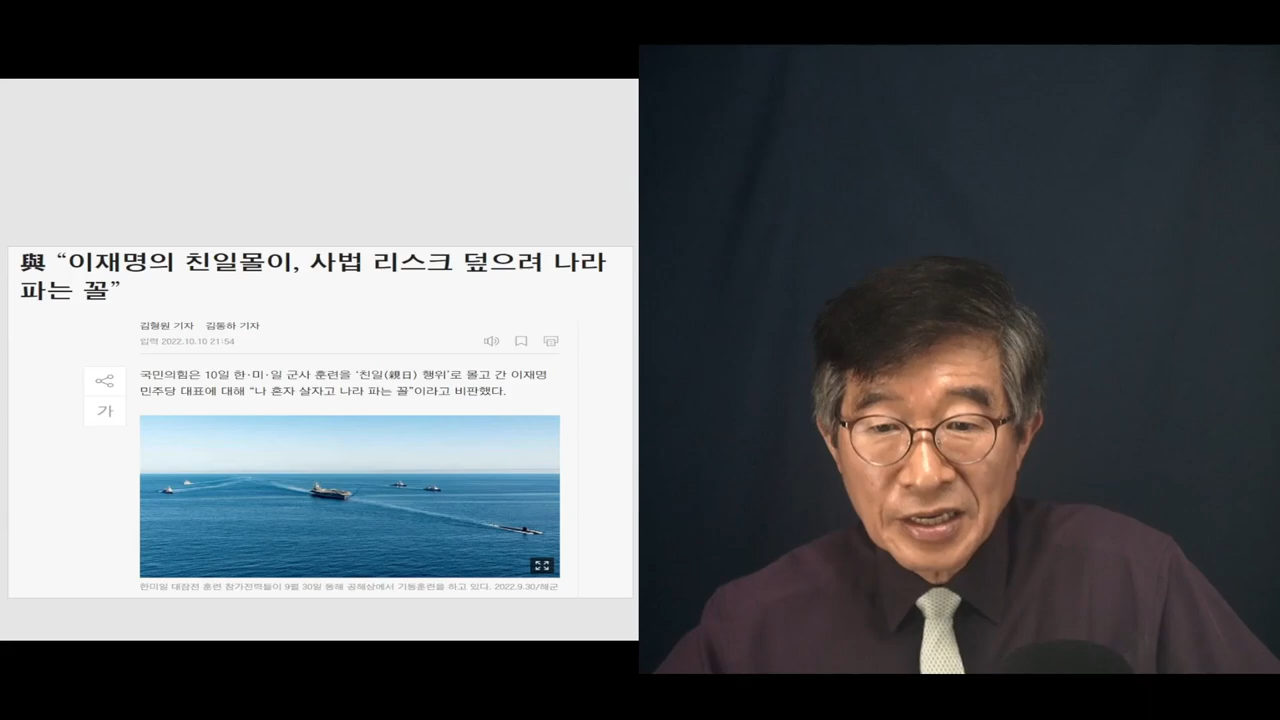 與 “이재명의 친일몰이, 사법 리스크 덮으려 나라
파는 꼴”
김형원 기자 김동하 기자
입력 2022.10.10 21:54
국민의힘은 10일 한·미·일 군사 훈련을 ‘친일(親日) 행위’로 몰고 간 이재명
민주당 대표에 대해 “나 혼자 살자고 나라 파는 꼴”이라고 비판했다.
가
한미일 대잠전 훈련 참가전력들이 9월 30일 동해 공해상에서 기동훈련을 하고 있다. 2022.9.30/해군